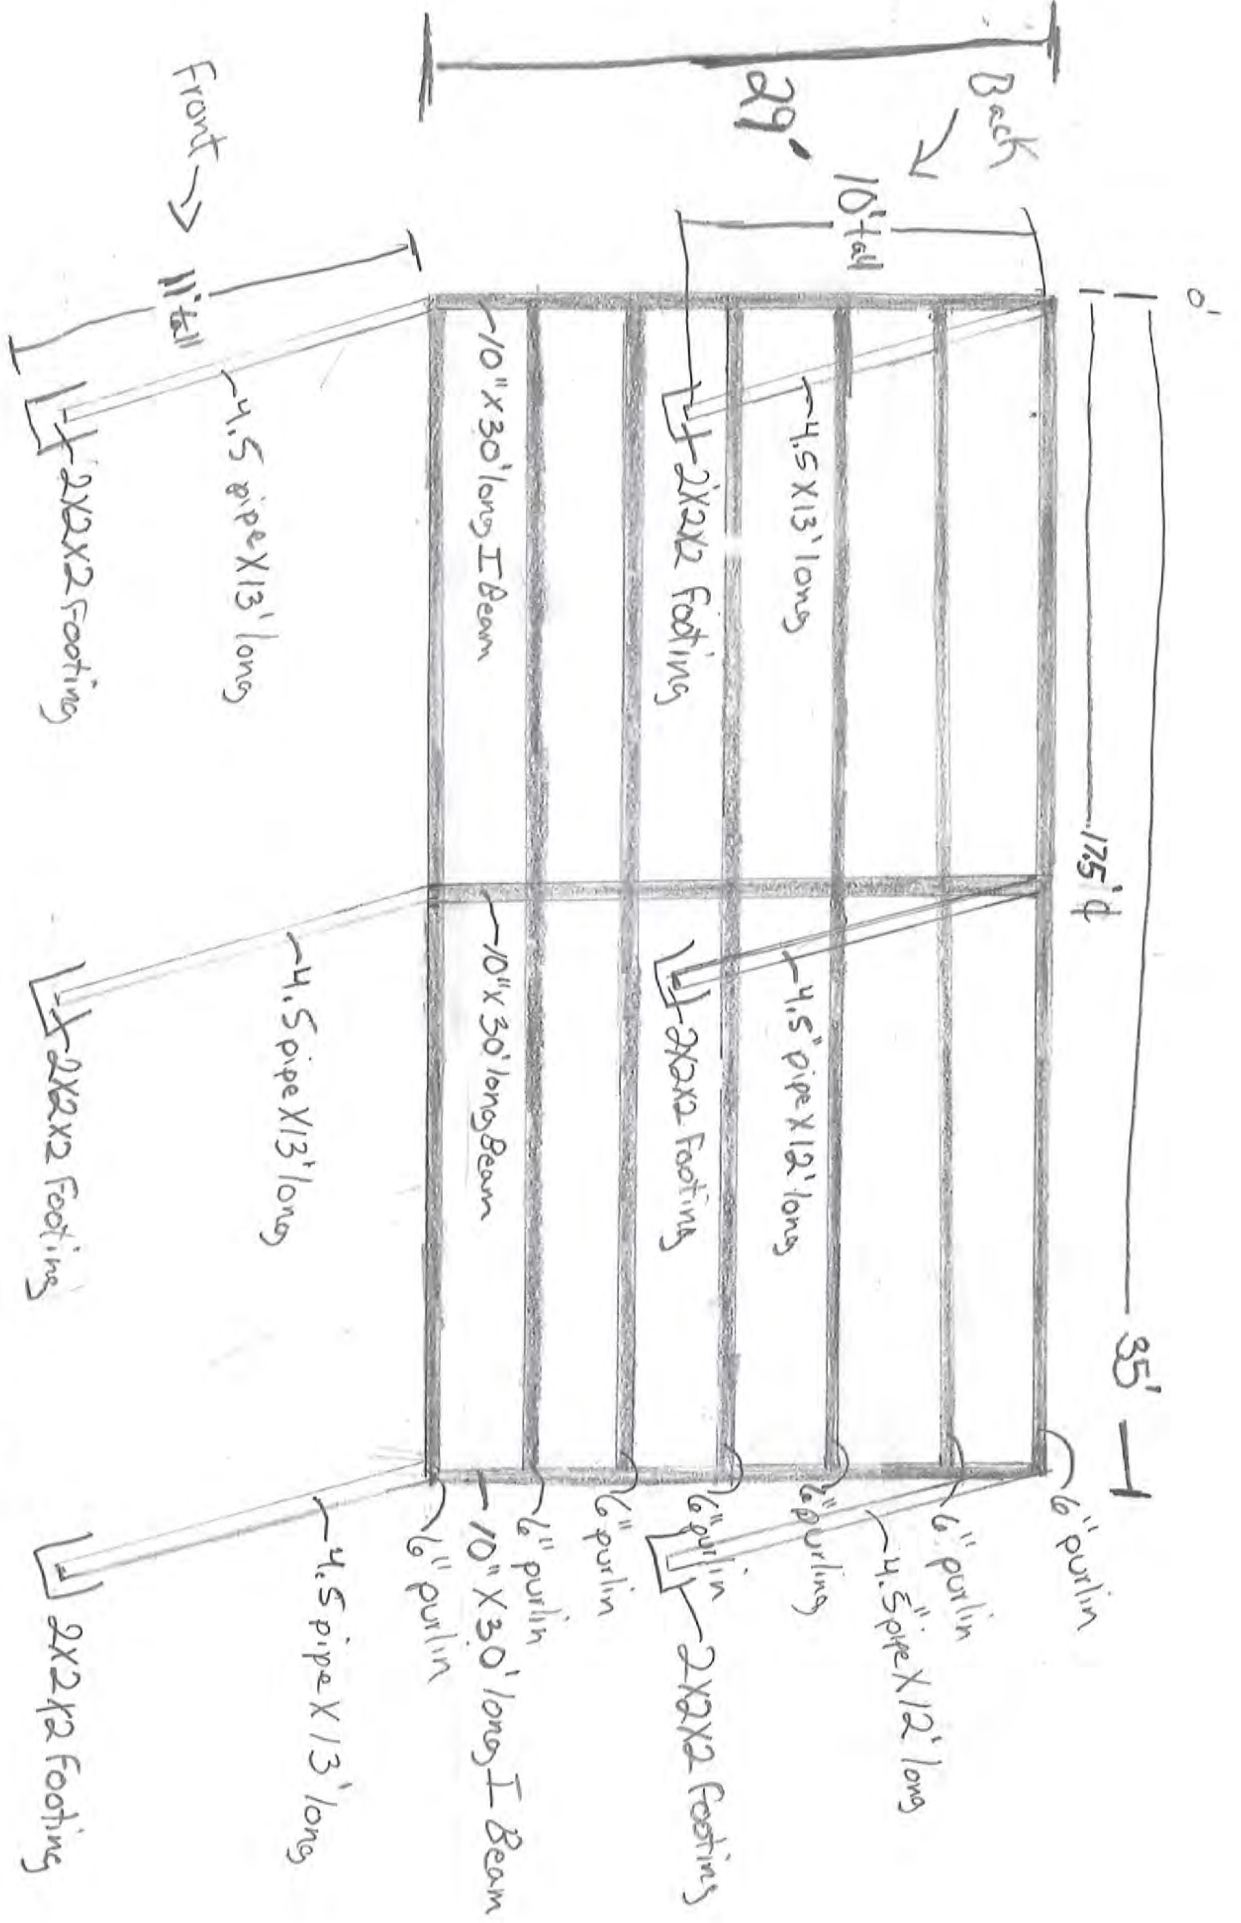 0'
35'
17.5' ¢
Back
29'
10' tall
Front
11' tall
6" purlin
6" purlin
6" purling
6" purlin
6" purlin
6" purlin
6" purlin
4.5 X 13' long
2'X2X2 Footing
4.5" pipe X 12' long
2X2X2 Footing
4.5" pipe X 12' long
2X2X2 Footing
10" X 30' long I Beam
10" X 30' long Beam
10" X 30' long I Beam
4.5 pipe X 13' long
2X2X2 Footing
4.5 pipe X 13' long
2X2X2 Footing
4.5 pipe X 13' long
2X2X2 Footing